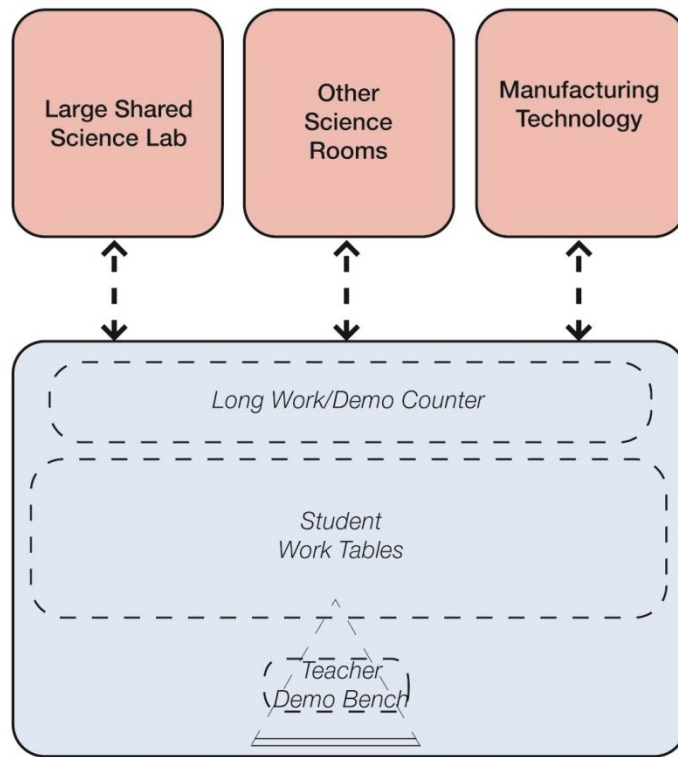 Large Shared
Science Lab
Other
Science
Rooms
Manufacturing
Technology
Long Work/Demo Counter
Student
Work Tables
Teacher
Demo Bench